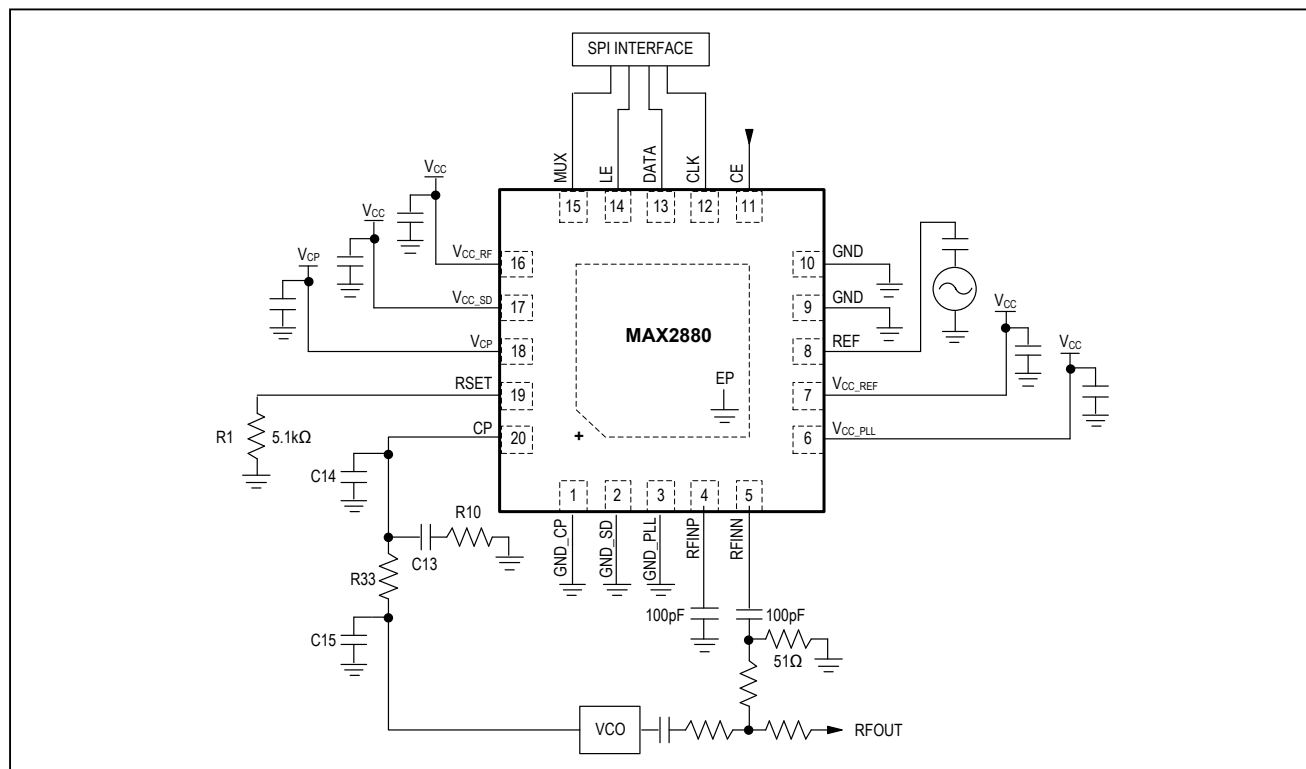 SPI INTERFACE
MUX
LE
DATA
CLK
CE
15
14
13
12
11
VCC
VCC
VCP
VCC_RF
16
VCC_SD
17
VCP
18
RSET
19
CP
20
R1
5.1kΩ
MAX2880
EP
+
10
GND
9
GND
8
REF
7
VCC_REF
6
VCC_PLL
VCC
VCC
1
2
3
4
5
GND_CP
GND_SD
GND_PLL
RFINP
RFINN
C14
R10
C13
R33
C15
100pF
100pF
51Ω
VCO
RFOUT